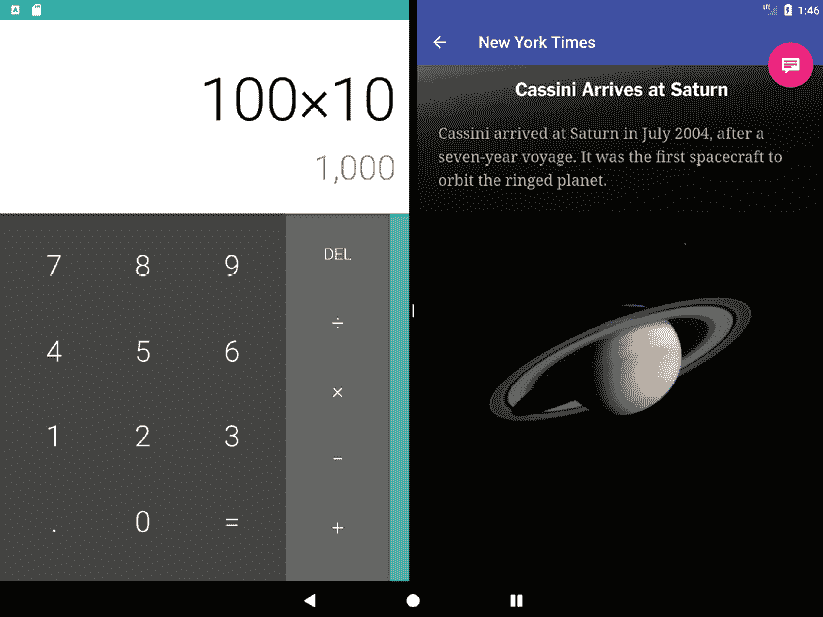 100×10
1,000
7 8 9
4 5 6
1 2 3
. 0 =
DEL
÷
×
−
+
1:46
New York Times
Cassini Arrives at Saturn
Cassini arrived at Saturn in July 2004, after a
seven-year voyage. It was the first spacecraft to
orbit the ringed planet.